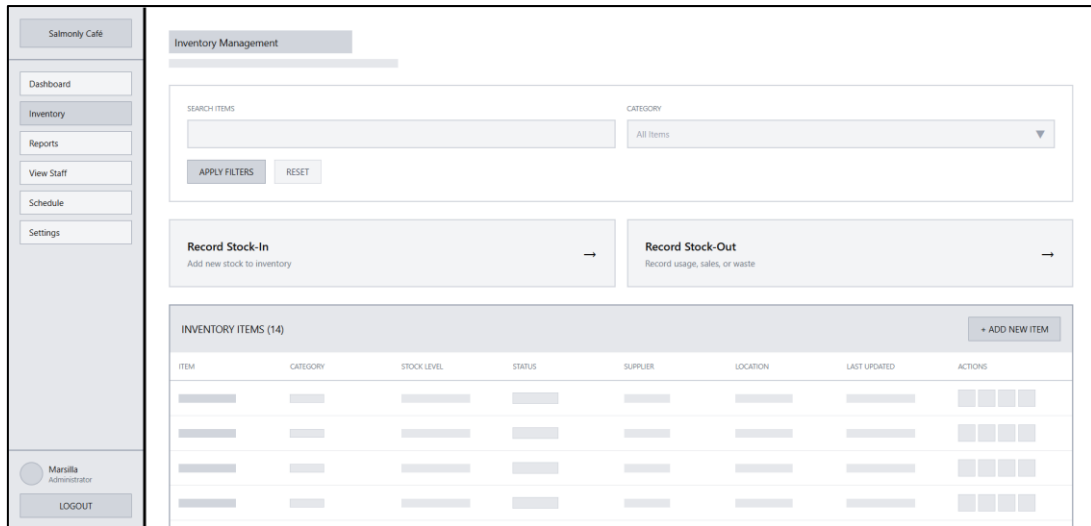 Salmonly Café
Dashboard
Inventory
Reports
View Staff
Schedule
Settings
Marsilla
Administrator
LOGOUT
Inventory Management
SEARCH ITEMS
CATEGORY
All Items
APPLY FILTERS
RESET
Record Stock-In
Add new stock to inventory
→
Record Stock-Out
Record usage, sales, or waste
→
INVENTORY ITEMS (14)
+ ADD NEW ITEM
ITEM CATEGORY STOCK LEVEL STATUS SUPPLIER LOCATION LAST UPDATED ACTIONS